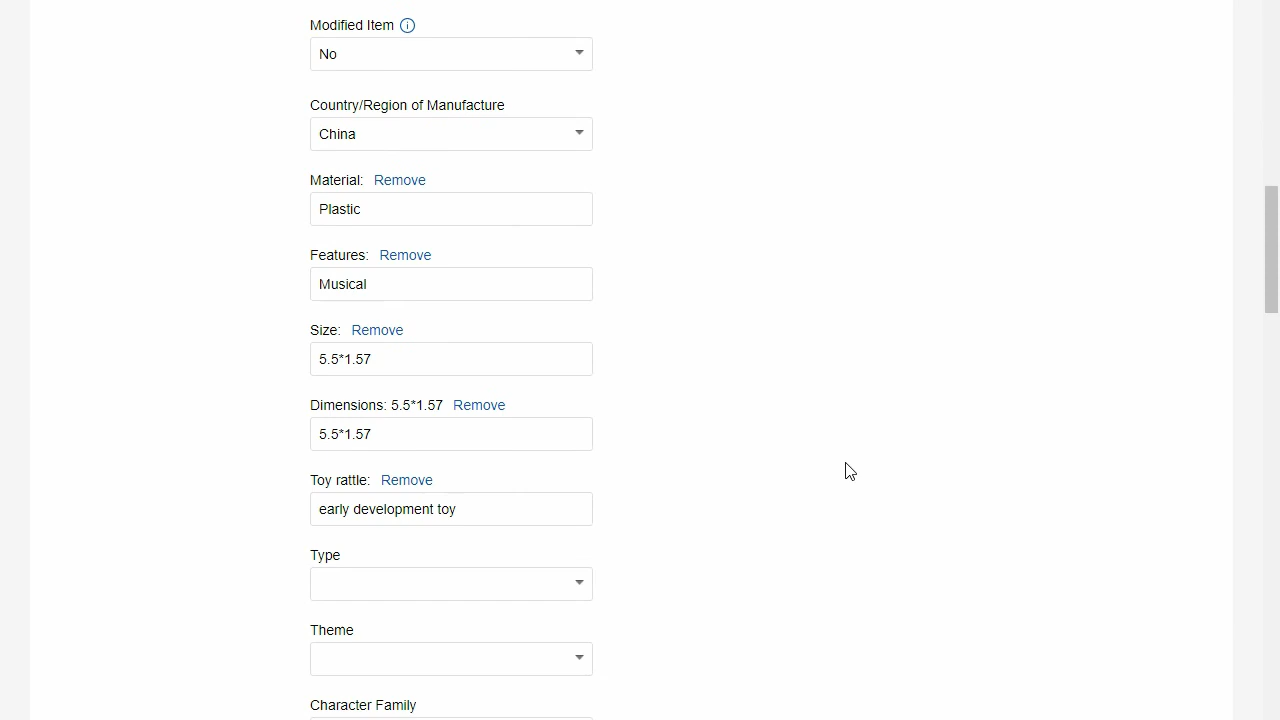 Modified Item
No
Country/Region of Manufacture
China
Material: Remove
Plastic
Features: Remove
Musical
Size: Remove
5.5*1.57
Dimensions: 5.5*1.57 Remove
5.5*1.57
Toy rattle: Remove
early development toy
Type
Theme
Character Family